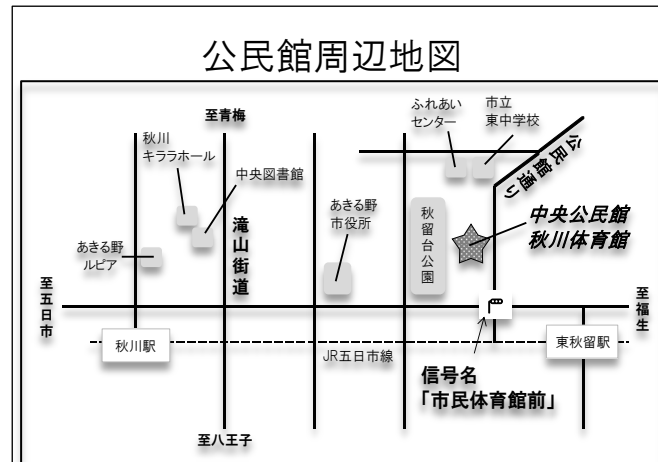 公民館周辺地図
至青梅
ふれあい
センター
市立
東中学校
公民館通り
秋川
キララホール
中央図書館
滝山街道
あきる野
市役所
秋留台公園
中央公民館
秋川体育館
あきる野
ルピア
至五日市
至福生
秋川駅
JR五日市線
東秋留駅
信号名
「市民体育館前」
至八王子